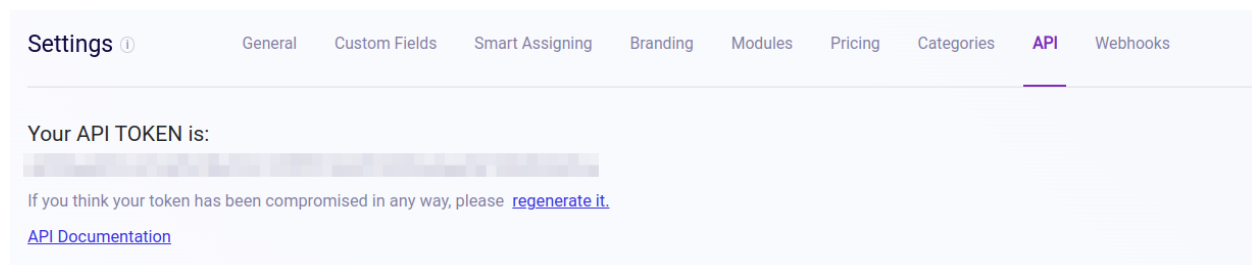 Settings
General Custom Fields Smart Assigning Branding Modules Pricing Categories API Webhooks
Your API TOKEN is:
If you think your token has been compromised in any way, please regenerate it.
API Documentation